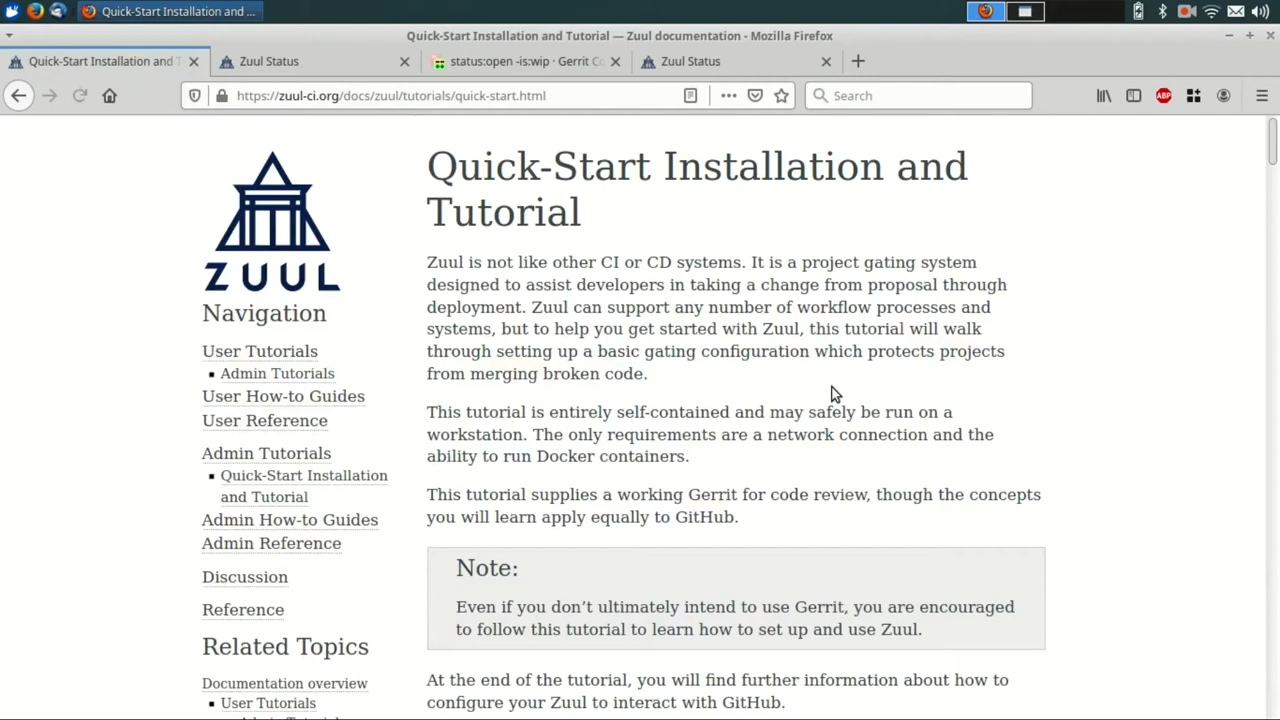 Quick-Start Installation and ...
Quick-Start Installation and Tutorial — Zuul documentation - Mozilla Firefox
Quick-Start Installation and T
Zuul Status
status:open -is:wip · Gerrit Co
Zuul Status
https://zuul-ci.org/docs/zuul/tutorials/quick-start.html
Search
ABP
ZUUL
Navigation
User Tutorials
Admin Tutorials
User How-to Guides
User Reference
Admin Tutorials
Quick-Start Installation
and Tutorial
Admin How-to Guides
Admin Reference
Discussion
Reference
Related Topics
Documentation overview
User Tutorials
Quick-Start Installation and
Tutorial
Zuul is not like other CI or CD systems. It is a project gating system
designed to assist developers in taking a change from proposal through
deployment. Zuul can support any number of workflow processes and
systems, but to help you get started with Zuul, this tutorial will walk
through setting up a basic gating configuration which protects projects
from merging broken code.
This tutorial is entirely self-contained and may safely be run on a
workstation. The only requirements are a network connection and the
ability to run Docker containers.
This tutorial supplies a working Gerrit for code review, though the concepts
you will learn apply equally to GitHub.
Note:
Even if you don’t ultimately intend to use Gerrit, you are encouraged
to follow this tutorial to learn how to set up and use Zuul.
At the end of the tutorial, you will find further information about how to
configure your Zuul to interact with GitHub.